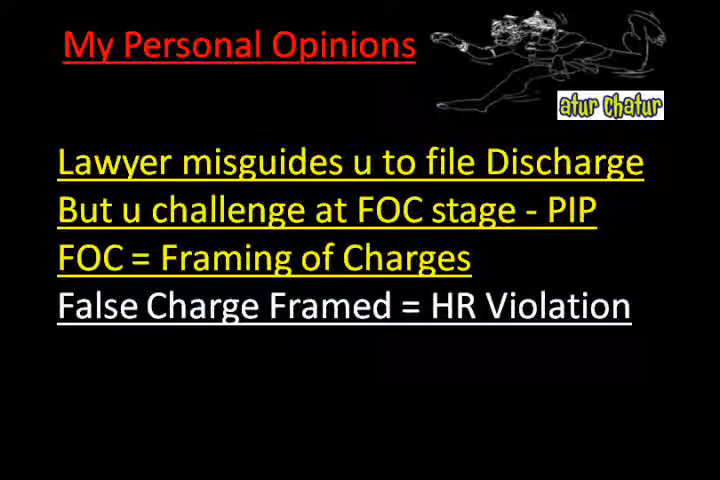 My Personal Opinions
atur chatur
Lawyer misguides u to file Discharge
But u challenge at FOC stage - PIP
FOC = Framing of Charges
False Charge Framed = HR Violation